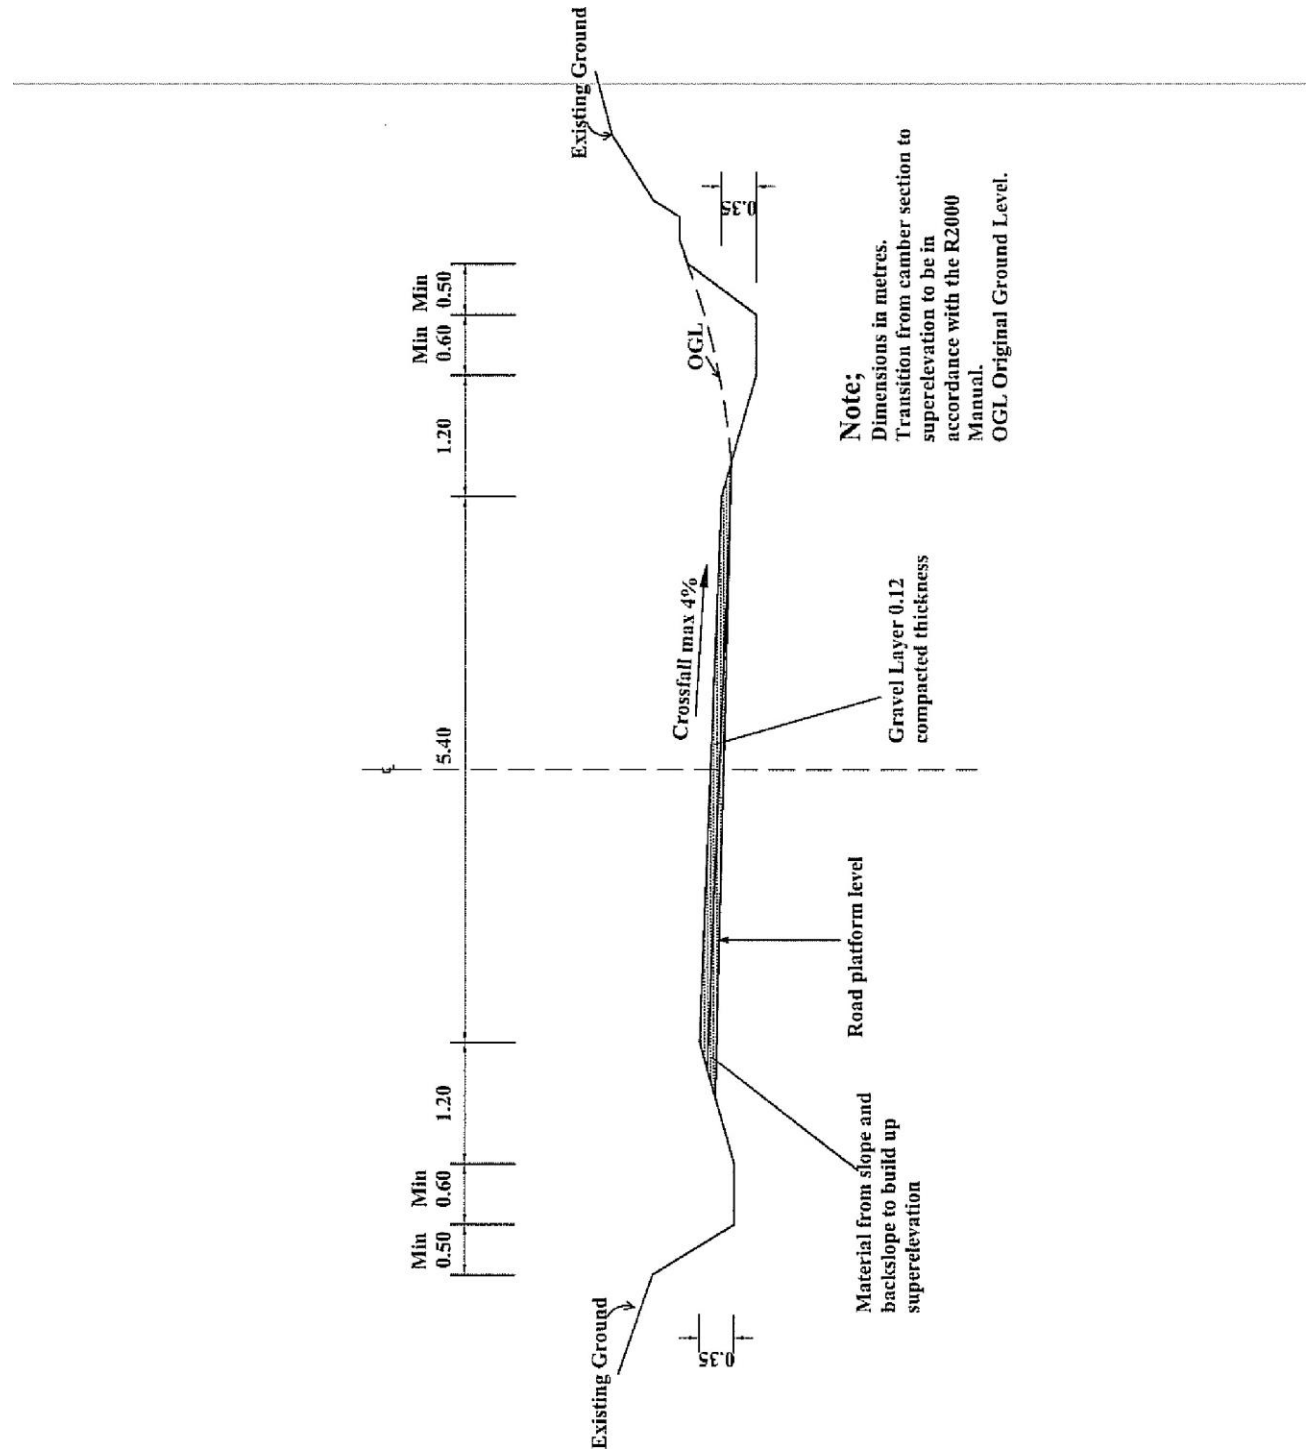 Min
0.50
Min
0.60
1.20
5.40
1.20
Min
0.60
Min
0.50
Existing Ground
Existing Ground
OGL
Crossfall max 4%
0.35
0.35
Material from slope and
backslope to build up
superelevation
Road platform level
Gravel Layer 0.12
compacted thickness
Note;
Dimensions in metres.
Transition from camber section to
superelevation to be in
accordance with the R2000
Manual.
OGL Original Ground Level.